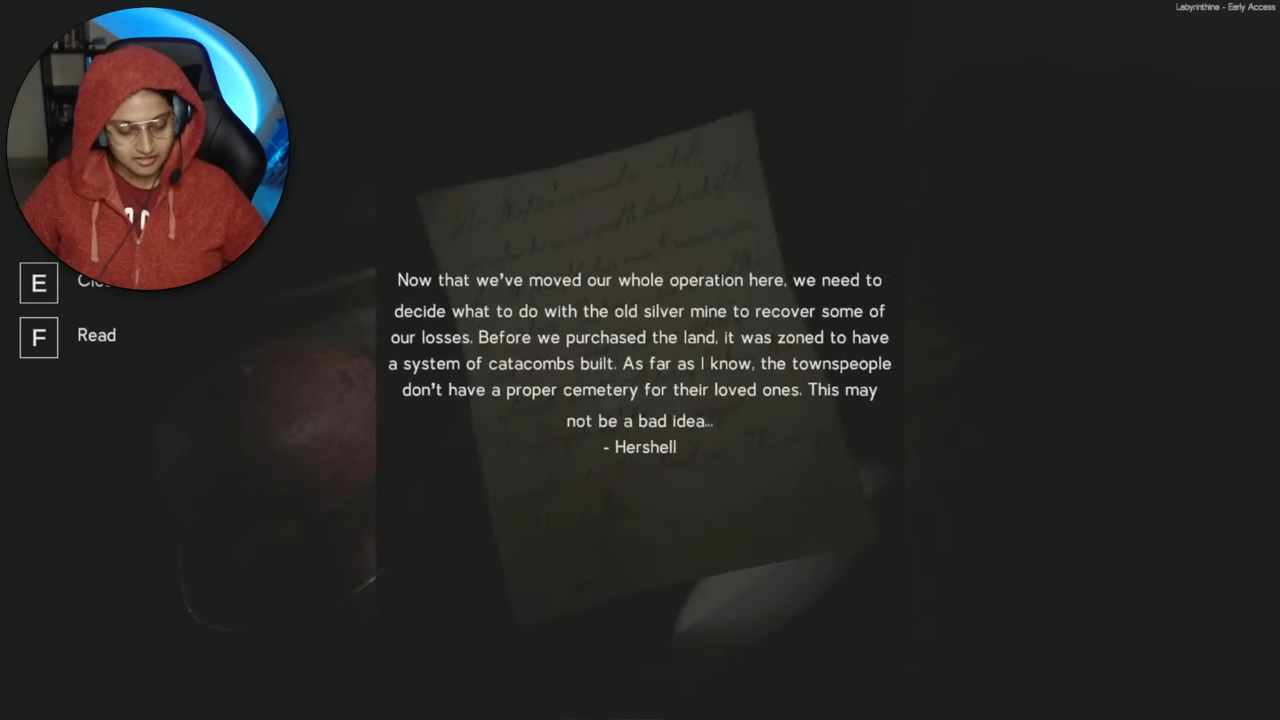 Labyrinthine - Early Access
E
F Read
Now that we've moved our whole operation here, we need to
decide what to do with the old silver mine to recover some of
our losses. Before we purchased the land, it was zoned to have
a system of catacombs built. As far as I know, the townspeople
don't have a proper cemetery for their loved ones. This may
not be a bad idea...
- Hershell